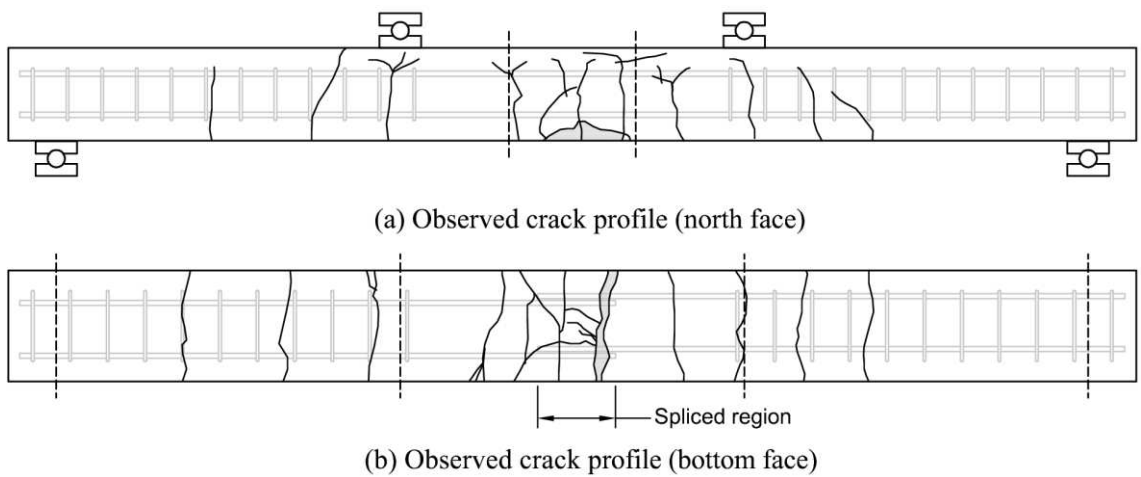 (a) Observed crack profile (north face)
Spliced region
(b) Observed crack profile (bottom face)